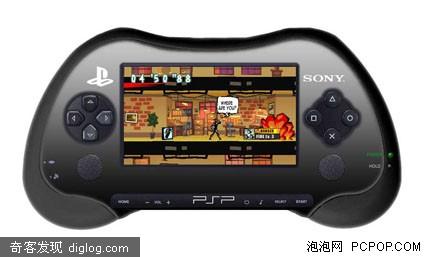 04'50"88
SONY
WHERE
ARE YOU?
POWER
HOLD
HOME
VOL
PSP
SELECT
START
奇客发现 diglog.com
泡泡网 PCPOP.COM